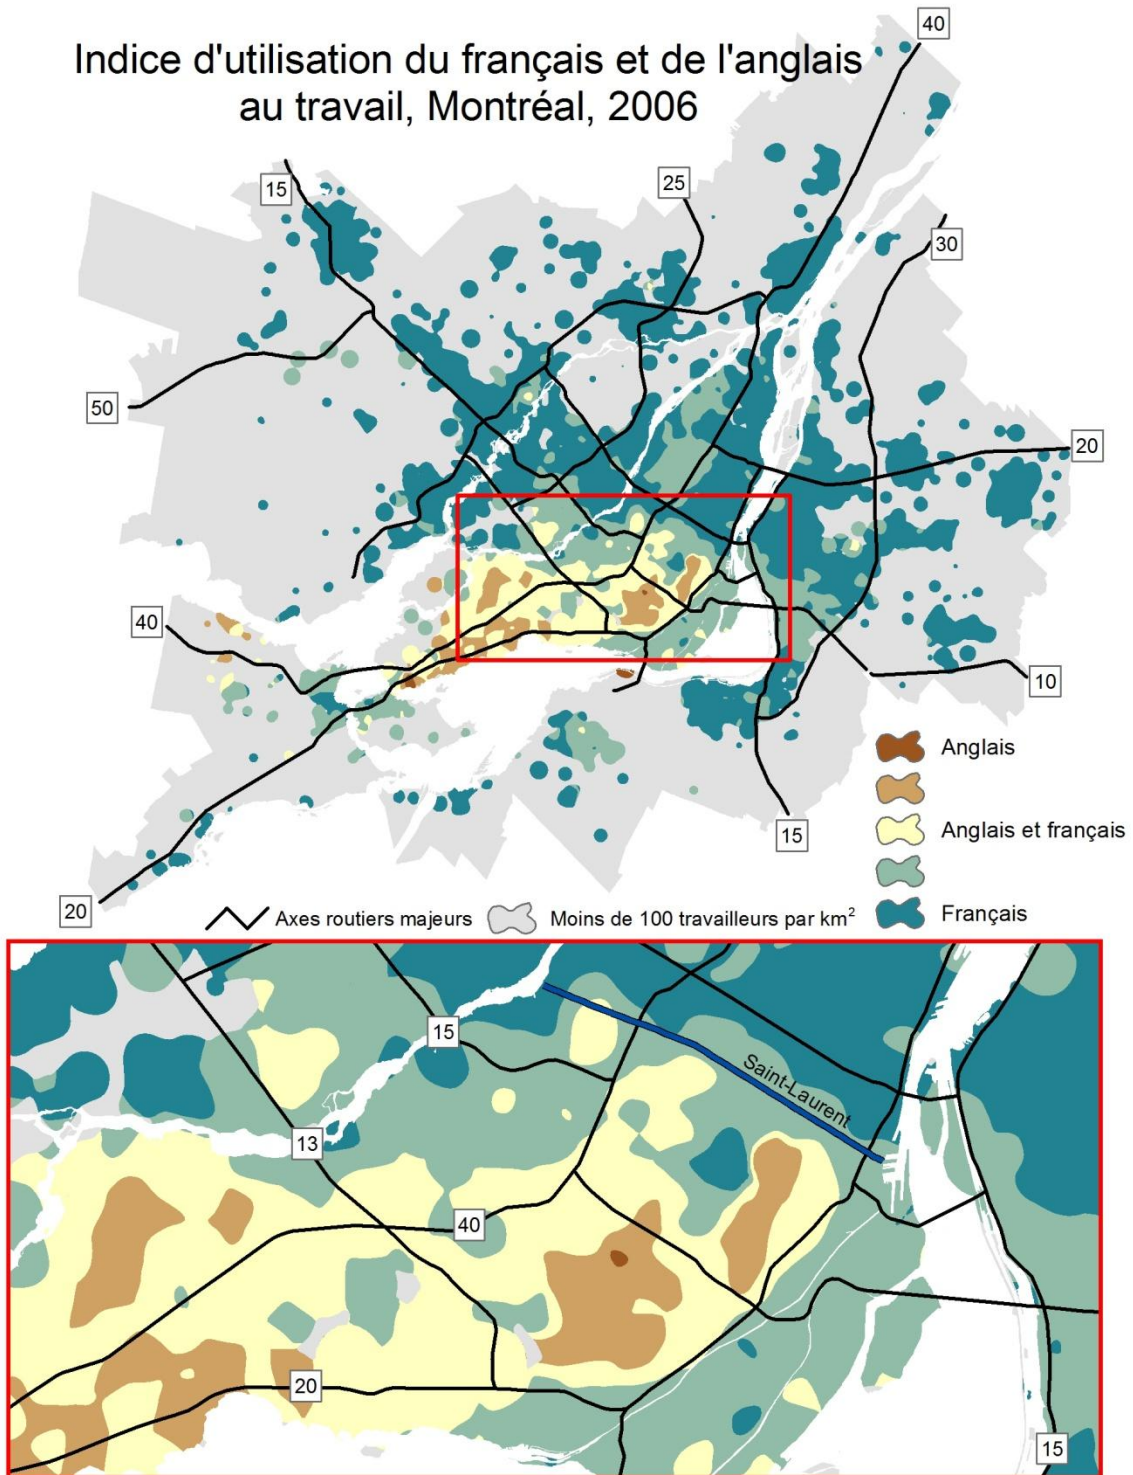 Indice d'utilisation du français et de l'anglais
au travail, Montréal, 2006
40
15
25
30
50
20
40
10
15
20
Anglais
Anglais et français
Français
Axes routiers majeurs
Moins de 100 travailleurs par km²
15
Saint-Laurent
13
40
20
15